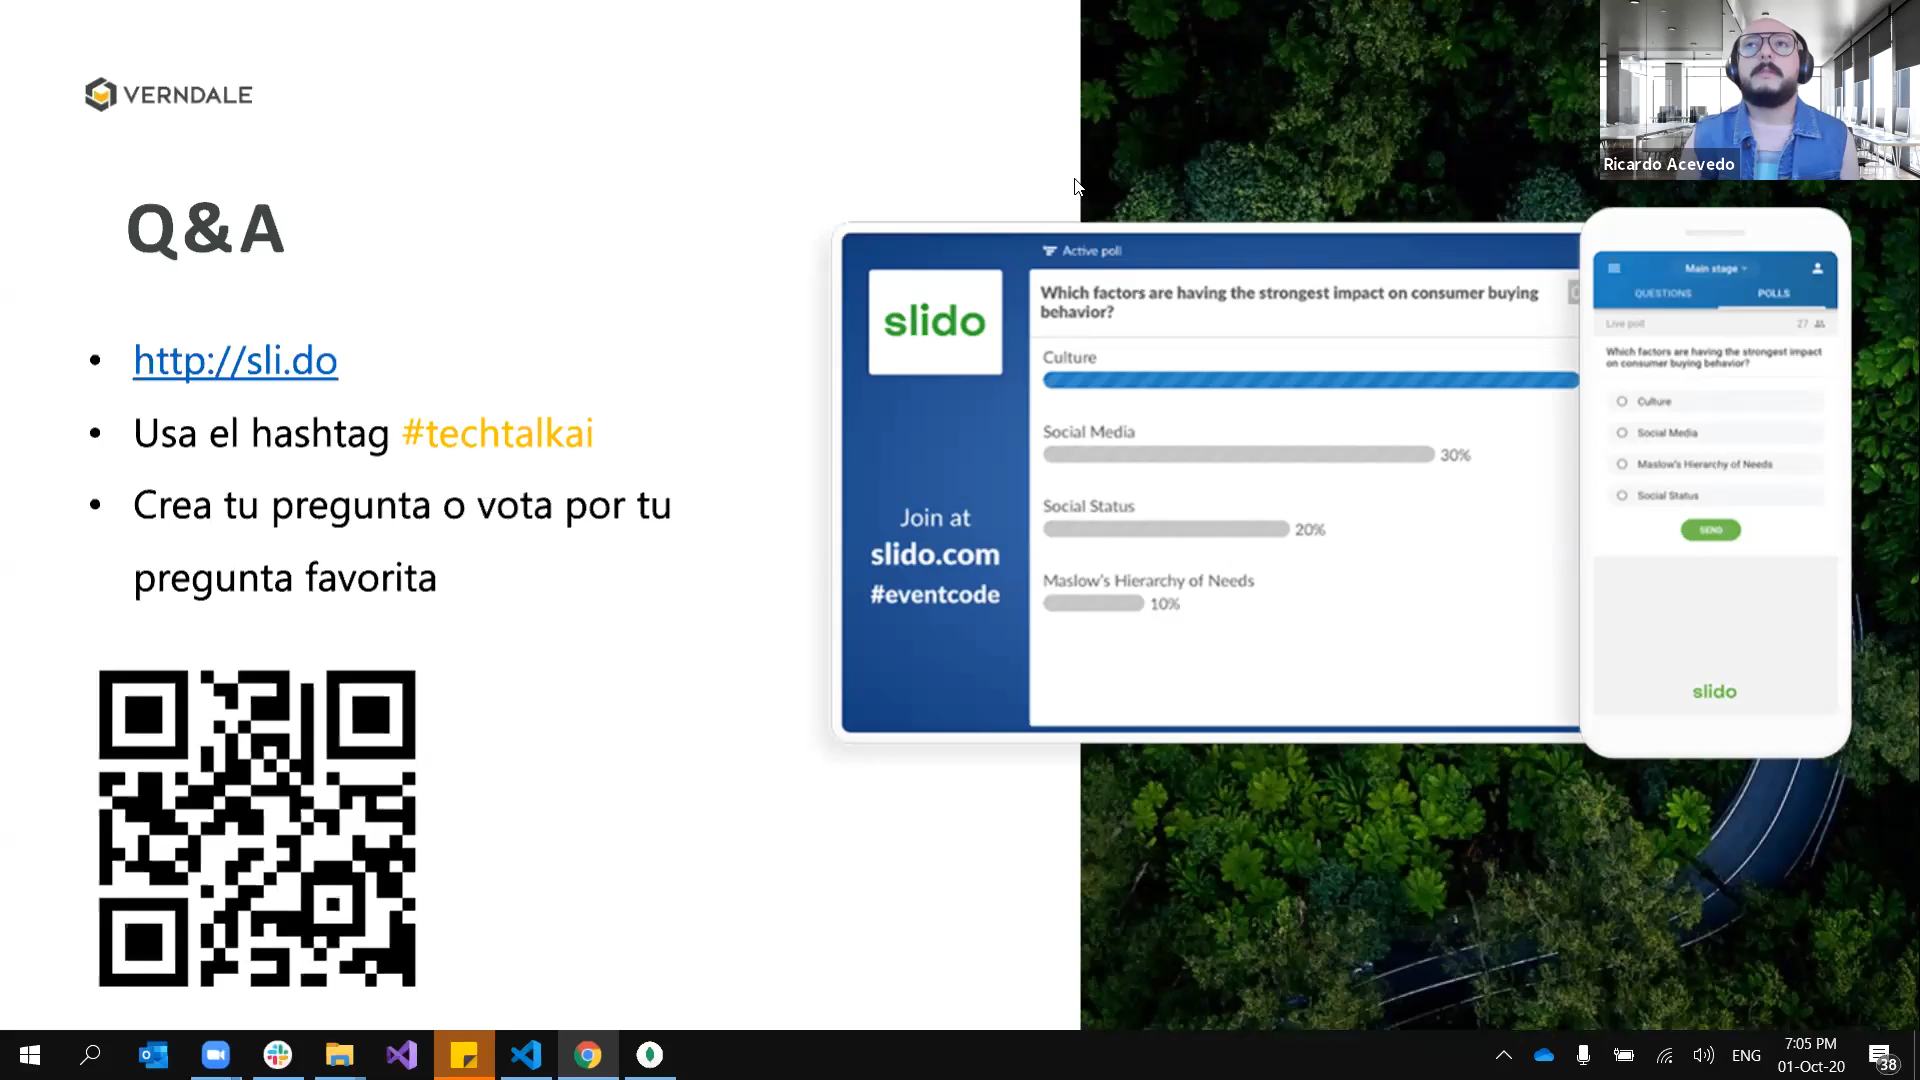 VERNDALE
Q&A
• http://sli.do
• Usa el hashtag #techtalkai
• Crea tu pregunta o vota por tu
pregunta favorita
Active poll
slido
Which factors are having the strongest impact on consumer buying
behavior?
Culture
Social Media
30%
Social Status
20%
Maslow's Hierarchy of Needs
10%
Join at
slido.com
#eventcode
Ricardo Acevedo
Main stage
QUESTIONS POLLS
Live poll 27
Which factors are having the strongest impact
on consumer buying behavior?
Culture
Social Media
Maslow's Hierarchy of Needs
Social Status
SEND
slido
ENG
7:05 PM
01-Oct-20
38